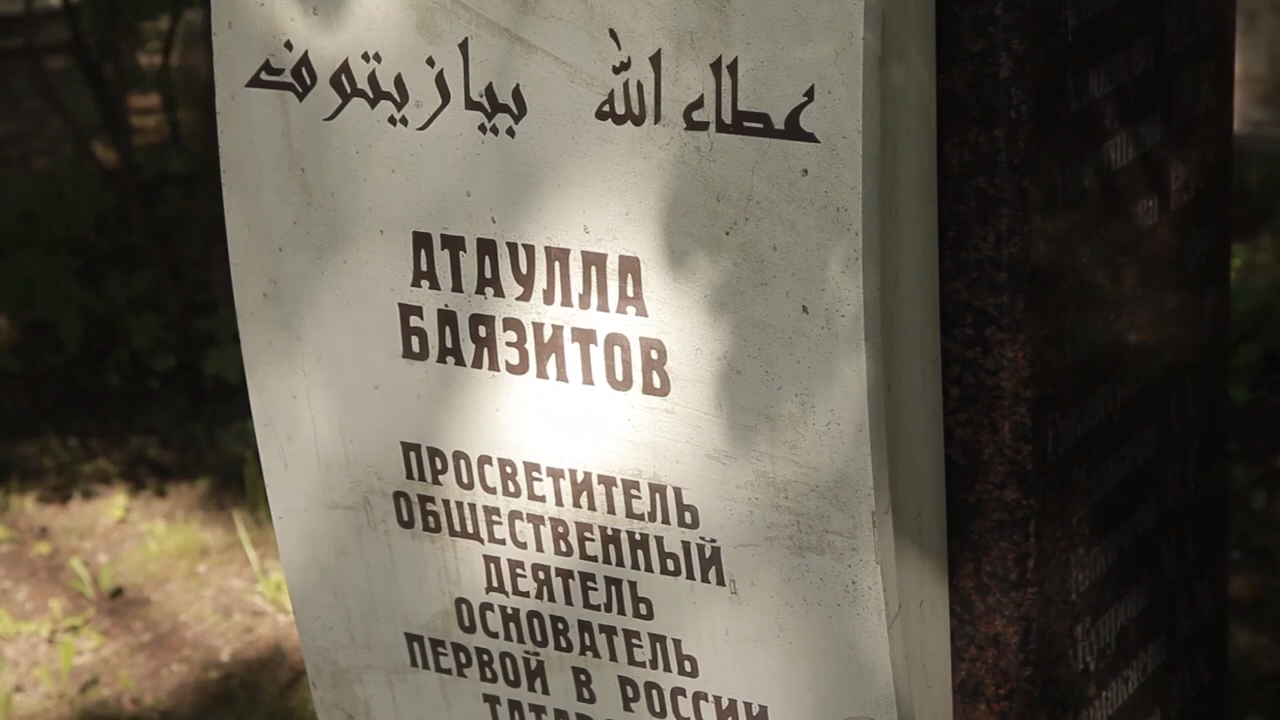 عطاء الله بيازيتوف
АТАУЛЛА
БАЯЗИТОВ
ПРОСВЕТИТЕЛЬ
ОБЩЕСТВЕННЫЙ
ДЕЯТЕЛЬ
ОСНОВАТЕЛЬ
ПЕРВОЙ В РОССИИ